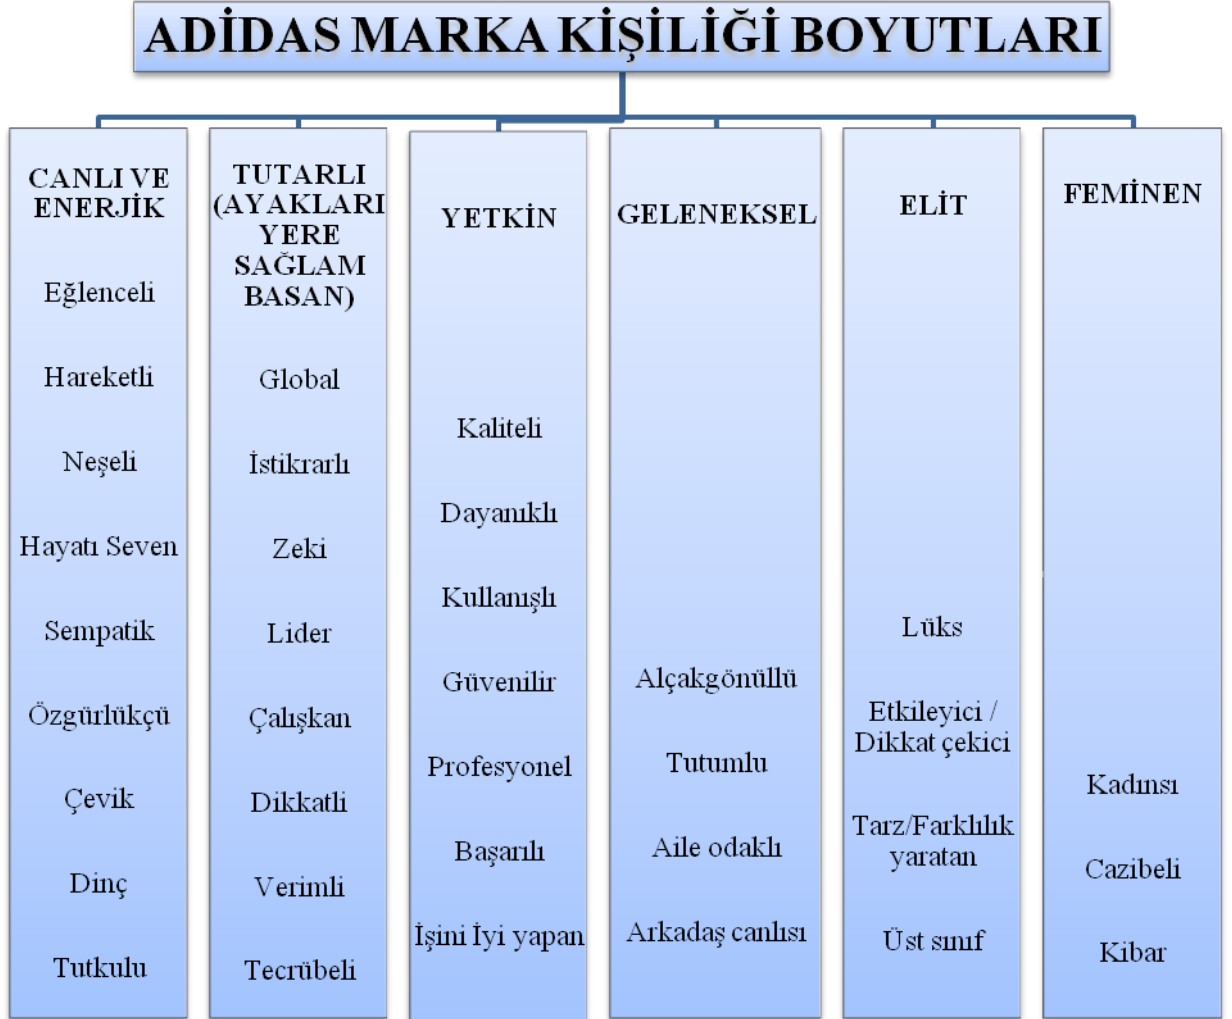 ADİDAS MARKA KİŞİLİĞİ BOYUTLARI
CANLI VE
ENERJİK
Eğlenceli
Hareketli
Neşeli
Hayatı Seven
Sempatik
Özgürlükçü
Çevik
Dinç
Tutkulu
TUTARLI
(AYAKLARI
YERE
SAĞLAM
BASAN)
Global
İstikrarlı
Zeki
Lider
Çalışkan
Dikkatli
Verimli
Tecrübeli
YETKİN
Kaliteli
Dayanıklı
Kullanışlı
Güvenilir
Profesyonel
Başarılı
İşini İyi yapan
GELENEKSEL
Alçakgönüllü
Tutumlu
Aile odaklı
Arkadaş canlısı
ELİT
Lüks
Etkileyici /
Dikkat çekici
Tarz/Farklılık
yaratan
Üst sınıf
FEMİNEN
Kadınsı
Cazibeli
Kibar